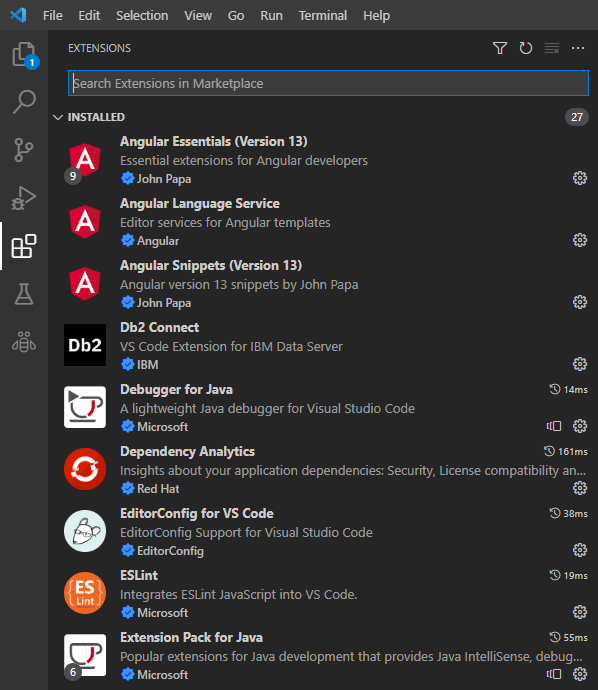 File Edit Selection View Go Run Terminal Help
EXTENSIONS
1
Search Extensions in Marketplace
INSTALLED 27
Angular Essentials (Version 13)
Essential extensions for Angular developers
9
John Papa
Angular Language Service
Editor services for Angular templates
Angular
Angular Snippets (Version 13)
Angular version 13 snippets by John Papa
John Papa
Db2 Connect
Db2
VS Code Extension for IBM Data Server
IBM
Debugger for Java 14ms
A lightweight Java debugger for Visual Studio Code
Microsoft
Dependency Analytics 161ms
Insights about your application dependencies: Security, License compatibility an...
Red Hat
EditorConfig for VS Code 38ms
EditorConfig Support for Visual Studio Code
EditorConfig
ESLint 19ms
{ES
Lint}
Integrates ESLint JavaScript into VS Code.
Microsoft
Extension Pack for Java 55ms
Popular extensions for Java development that provides Java IntelliSense, debug...
6
Microsoft